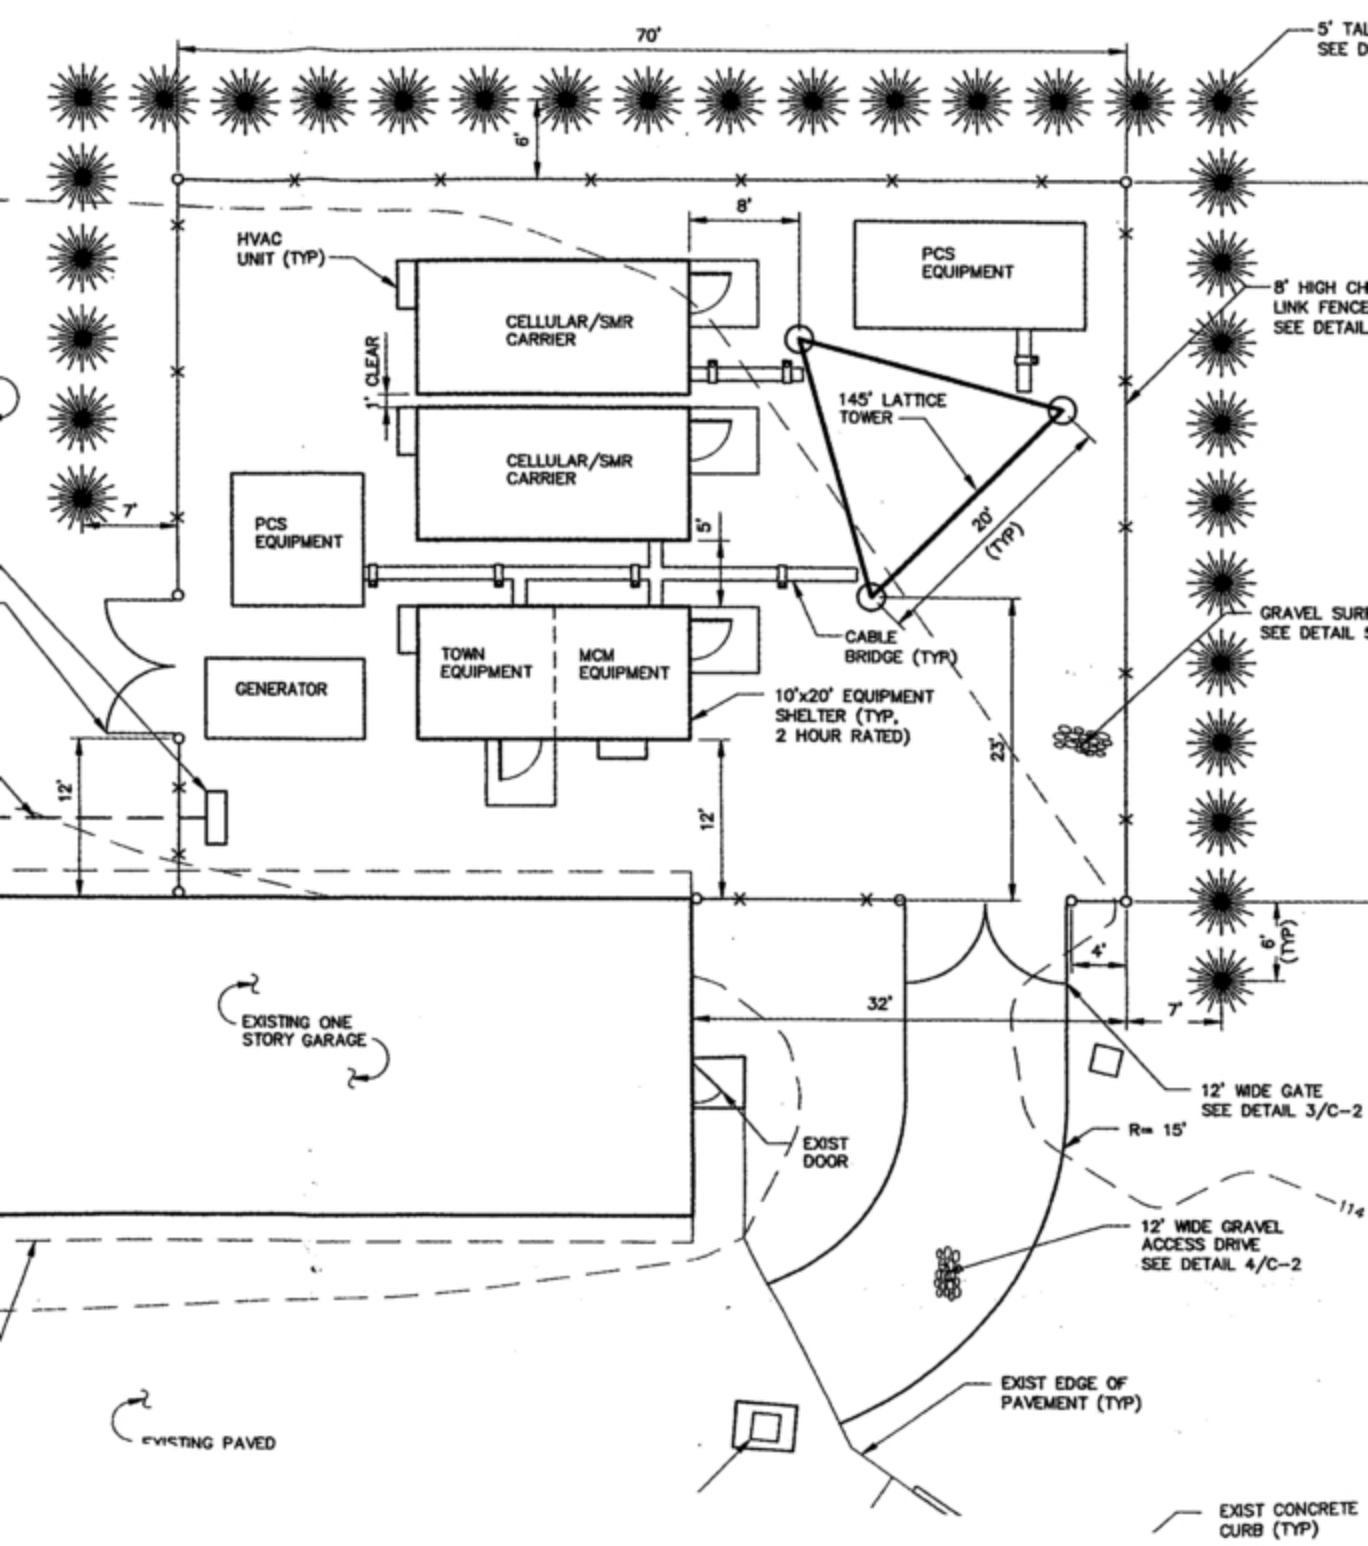 70'
5' TAL
SEE D
6'
8'
HVAC
UNIT (TYP)
PCS
EQUIPMENT
8' HIGH CH
LINK FENCE
SEE DETAIL
CELLULAR/SMR
CARRIER
1' CLEAR
145' LATTICE
TOWER
CELLULAR/SMR
CARRIER
7'
PCS
EQUIPMENT
5'
20'
(TYP)
GRAVEL SUR
SEE DETAIL
CABLE
BRIDGE (TYP)
TOWN
EQUIPMENT
MCM
EQUIPMENT
GENERATOR
10'x20' EQUIPMENT
SHELTER (TYP,
2 HOUR RATED)
23'
12'
12'
6'
(TYP)
4'
32'
7'
EXISTING ONE
STORY GARAGE
12' WIDE GATE
SEE DETAIL 3/C-2
R= 15'
EXIST
DOOR
114
12' WIDE GRAVEL
ACCESS DRIVE
SEE DETAIL 4/C-2
EXIST EDGE OF
PAVEMENT (TYP)
EXISTING PAVED
EXIST CONCRETE
CURB (TYP)